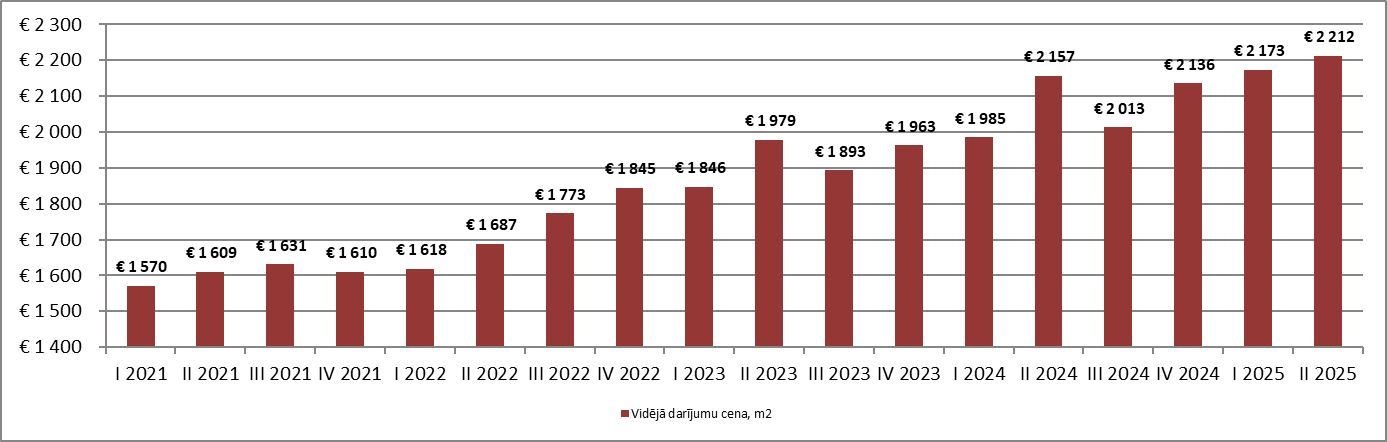 € 2 300
€ 2 200
€ 2 100
€ 2 000
€ 1 900
€ 1 800
€ 1 700
€ 1 600
€ 1 500
€ 1 400
€ 1 570
€ 1 609
€ 1 631
€ 1 610
€ 1 618
€ 1 687
€ 1 773
€ 1 845
€ 1 846
€ 1 979
€ 1 893
€ 1 963
€ 1 985
€ 2 157
€ 2 013
€ 2 136
€ 2 173
€ 2 212
I 2021
II 2021
III 2021
IV 2021
I 2022
II 2022
III 2022
IV 2022
I 2023
II 2023
III 2023
IV 2023
I 2024
II 2024
III 2024
IV 2024
I 2025
II 2025
Vidējā darījumu cena, m2